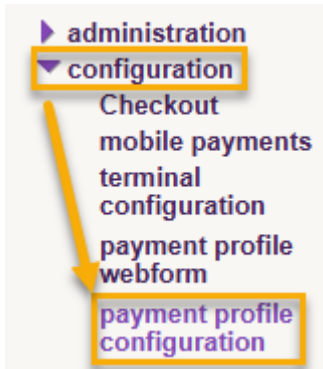 administration
configuration
Checkout
mobile payments
terminal
configuration
payment profile
webform
payment profile
configuration